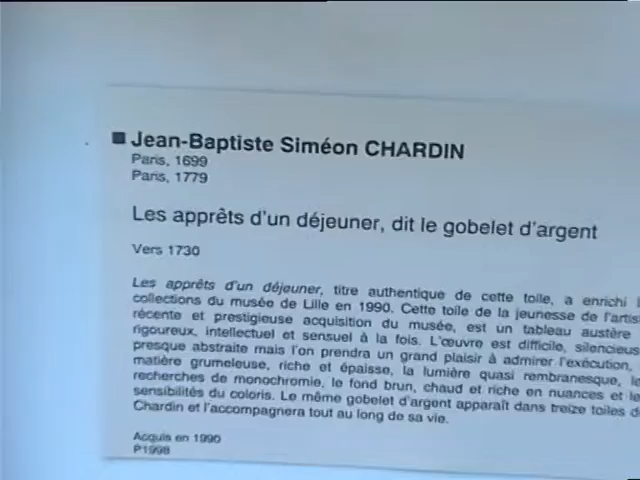 Jean-Baptiste Siméon CHARDIN
Paris, 1699
Paris, 1779
Les apprêts d'un déjeuner, dit le gobelet d'argent
Vers 1730
Les apprêts d'un déjeuner, titre authentique de cette toile, a enrichi
collections du musée de Lille en 1990. Cette toile de la jeunesse de
récente et prestigieuse acquisition du musée, est un tableau austère
rigoureux, intellectuel et sensuel à la fois. L'œuvre est difficile,
presque abstraite mais l'on prendra un grand plaisir à admirer l'exécution,
matière grumeleuse, riche et épaisse, la lumière quasi rembranesque,
recherches de monochromie, le fond brun, chaud et riche en nuances et
sensibilités du coloris. Le même gobelet d'argent apparaît dans treize toiles
Chardin et l'accompagnera tout au long de sa vie.
Acquis en 1990
P1998